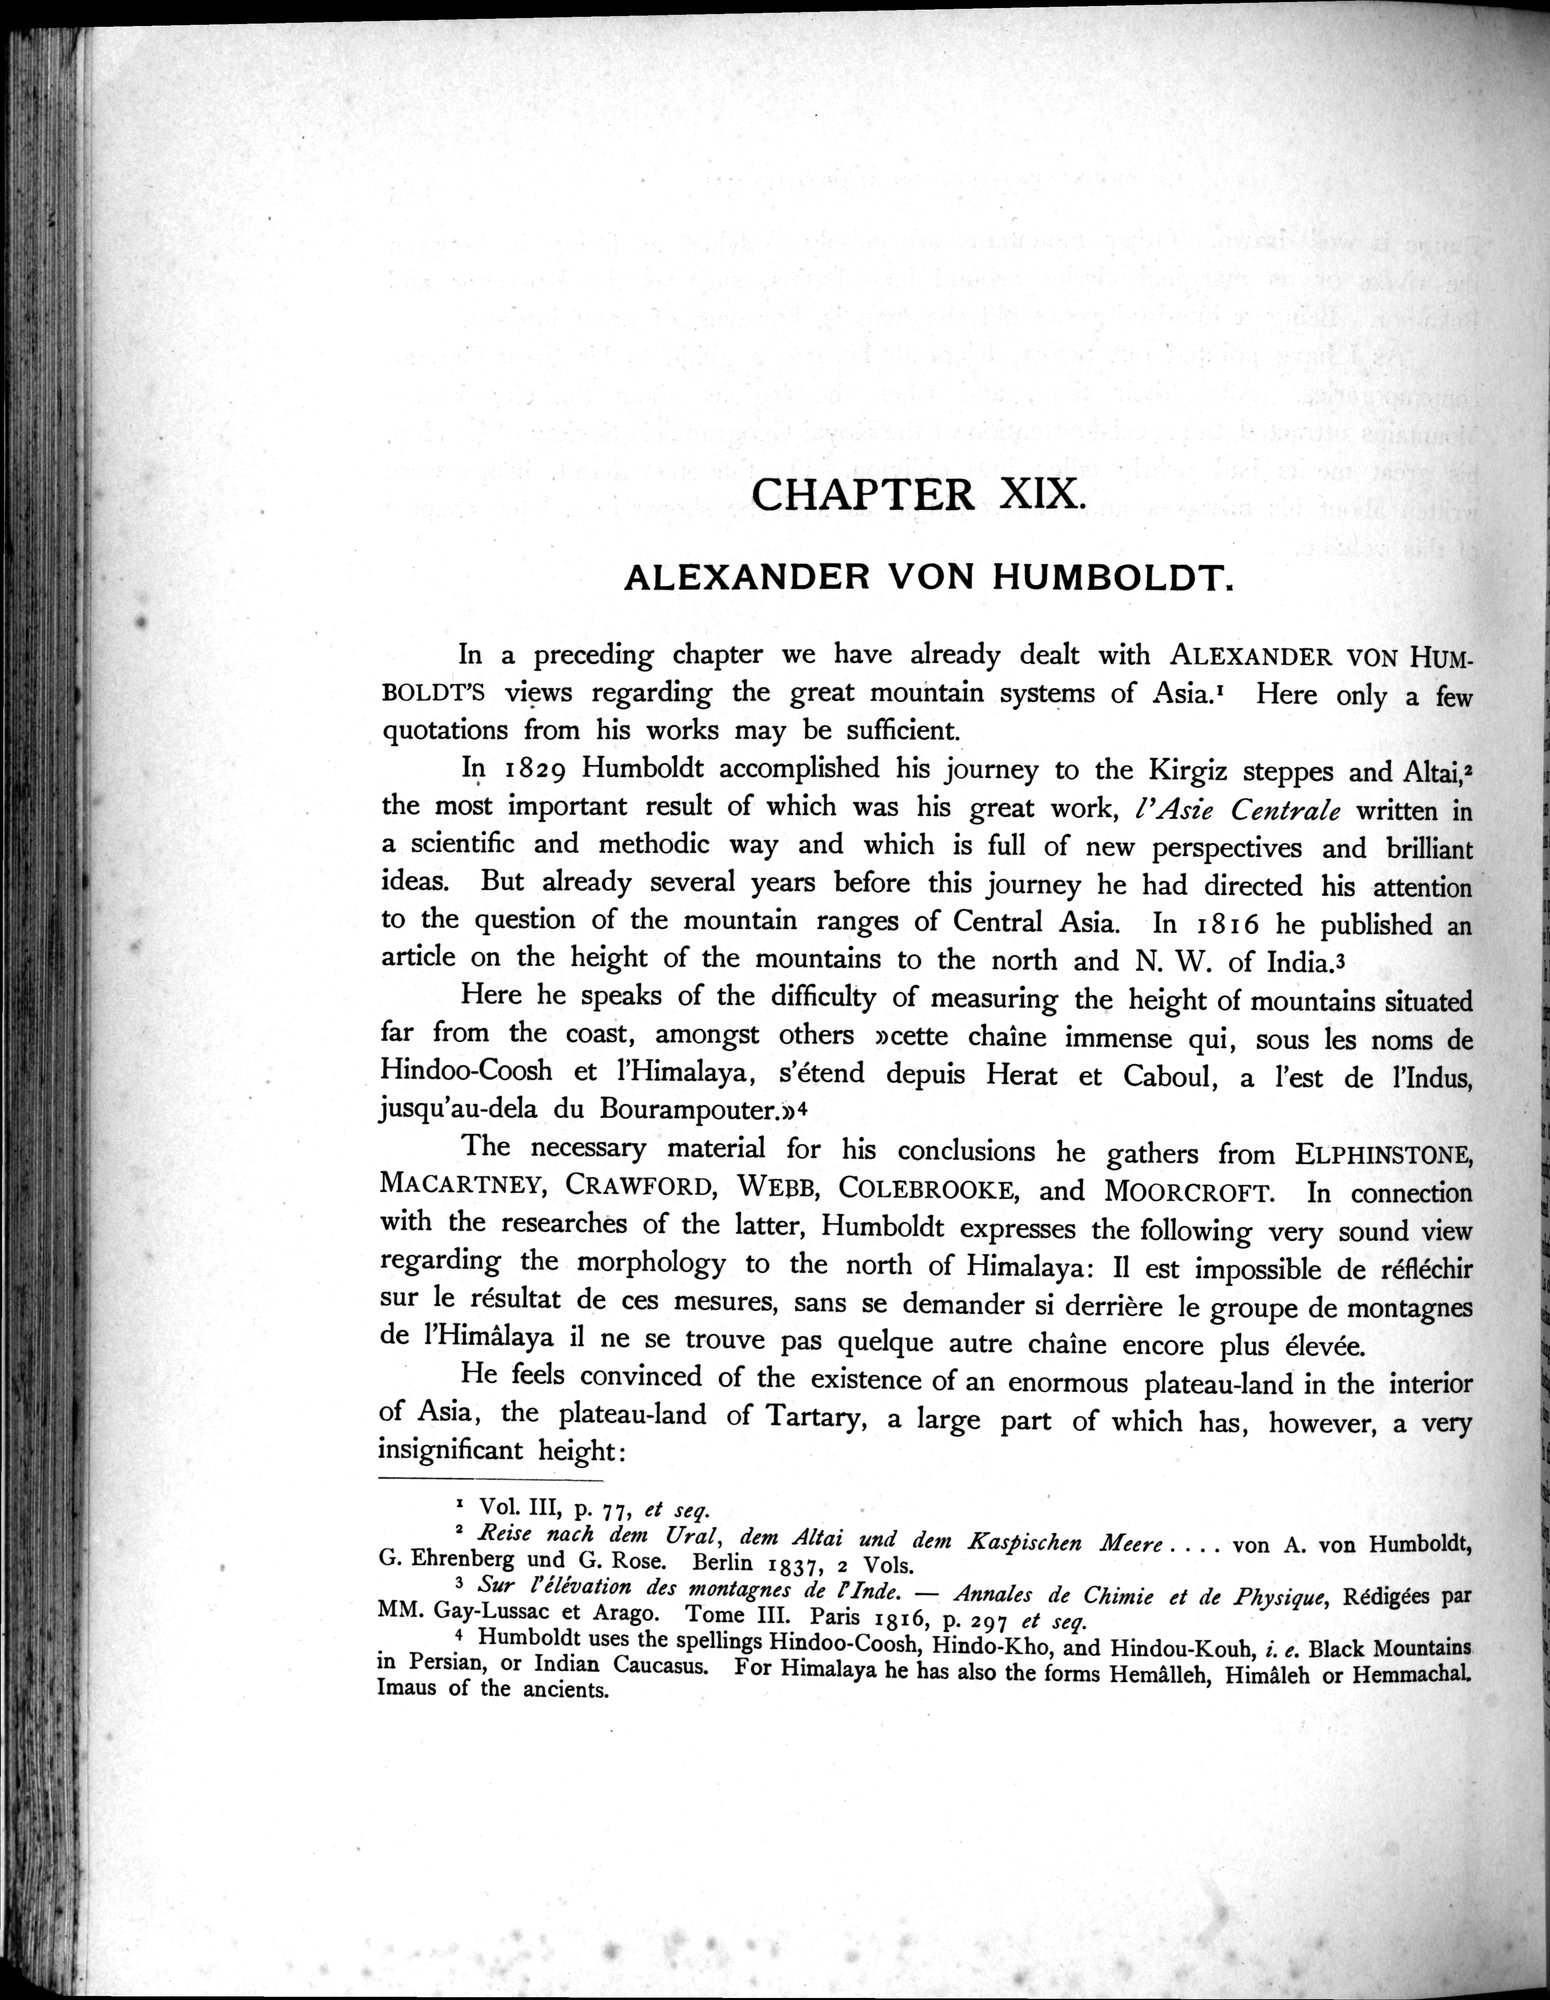 CHAPTER XIX.
ALEXANDER VON HUMBOLDT.
In a preceding chapter we have already dealt with ALEXANDER VON HUM-
BOLDT'S views regarding the great mountain systems of Asia.¹ Here only a few
quotations from his works may be sufficient.
In 1829 Humboldt accomplished his journey to the Kirgiz steppes and Altai,²
the most important result of which was his great work, l'Asie Centrale written in
a scientific and methodic way and which is full of new perspectives and brilliant
ideas. But already several years before this journey he had directed his attention
to the question of the mountain ranges of Central Asia. In 1816 he published an
article on the height of the mountains to the north and N. W. of India.³
Here he speaks of the difficulty of measuring the height of mountains situated
far from the coast, amongst others »cette chaîne immense qui, sous les noms de
Hindoo-Coosh et l'Himalaya, s'étend depuis Herat et Caboul, a l'est de l'Indus,
jusqu'au-dela du Bourampouter.»⁴
The necessary material for his conclusions he gathers from ELPHINSTONE,
MACARTNEY, CRAWFORD, WEBB, COLEBROOKE, and MOORCROFT. In connection
with the researches of the latter, Humboldt expresses the following very sound view
regarding the morphology to the north of Himalaya: Il est impossible de réfléchir
sur le résultat de ces mesures, sans se demander si derrière le groupe de montagnes
de l'Himâlaya il ne se trouve pas quelque autre chaîne encore plus élevée.
He feels convinced of the existence of an enormous plateau-land in the interior
of Asia, the plateau-land of Tartary, a large part of which has, however, a very
insignificant height:
¹ Vol. III, p. 77, et seq.
² Reise nach dem Ural, dem Altai und dem Kaspischen Meere .... von A. von Humboldt,
G. Ehrenberg und G. Rose. Berlin 1837, 2 Vols.
³ Sur l'élévation des montagnes de l'Inde. — Annales de Chimie et de Physique, Rédigées par
MM. Gay-Lussac et Arago. Tome III. Paris 1816, p. 297 et seq.
⁴ Humboldt uses the spellings Hindoo-Coosh, Hindo-Kho, and Hindou-Kouh, i. e. Black Mountains
in Persian, or Indian Caucasus. For Himalaya he has also the forms Hemâlleh, Himâleh or Hemmachal.
Imaus of the ancients.